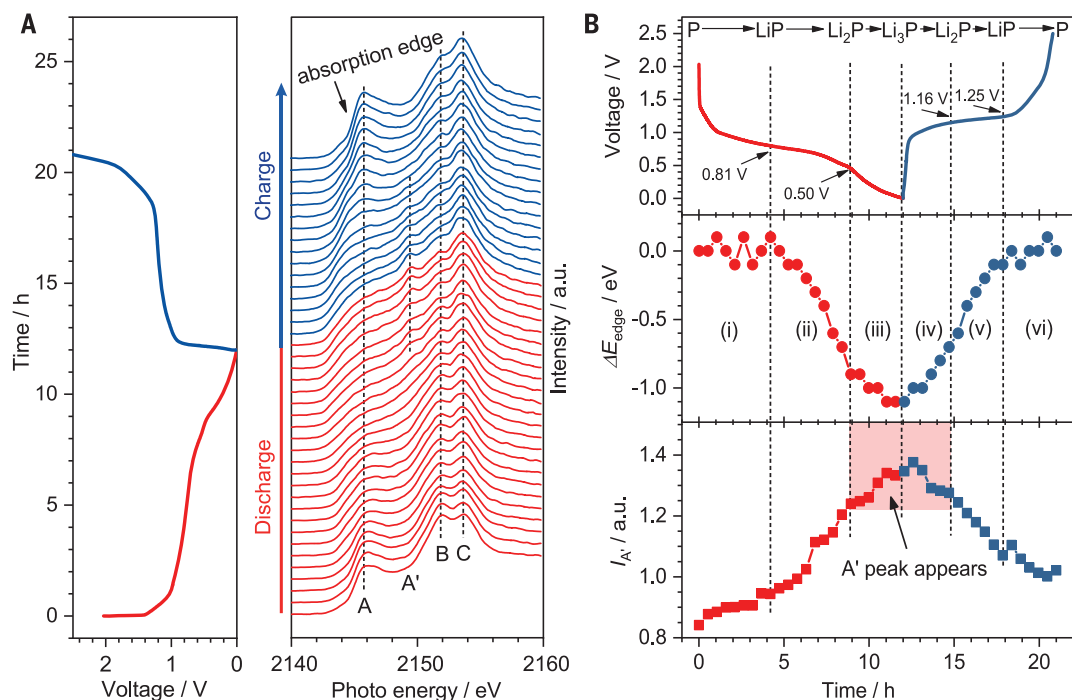 A
25
20
15
10
5
0
Time / h
2 1 0
Voltage / V
Discharge
Charge
absorption edge
A
A'
B
C
2140 2150 2160
Photo energy / eV
Intensity / a.u.
B
P LiP Li₂P Li₃P Li₂P LiP P
2.5
2.0
1.5
1.0
0.5
0.0
Voltage / V
0.81 V
0.50 V
1.16 V
1.25 V
0.0
-0.5
-1.0
ΔE_edge / eV
(i) (ii) (iii) (iv) (v) (vi)
1.4
1.2
1.0
0.8
I_A' / a.u.
A' peak appears
0 5 10 15 20
Time / h